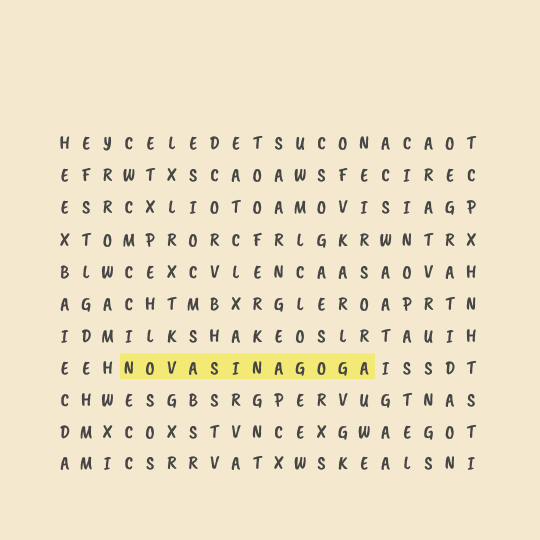 H E Y C E L E D E T S U C O N A C A O T
E F R W T X S C A O A W S F E C I R E C
E S R C X L I O T O A M O V I S I A G P
X T O M P R O R C F R L G K R W N T R X
B L W C E X C V L E N C A A S A O V A H
A G A C H T M B X R G L E R O A P R T N
I D M I L K S H A K E O S L R T A U I H
E E H N O V A S I N A G O G A I S S D T
C H W E S G B S R G P E R V U G T N A S
D M X C O X S T V N C E X G W A E G O T
A M I C S R R V A T X W S K E A L S N I